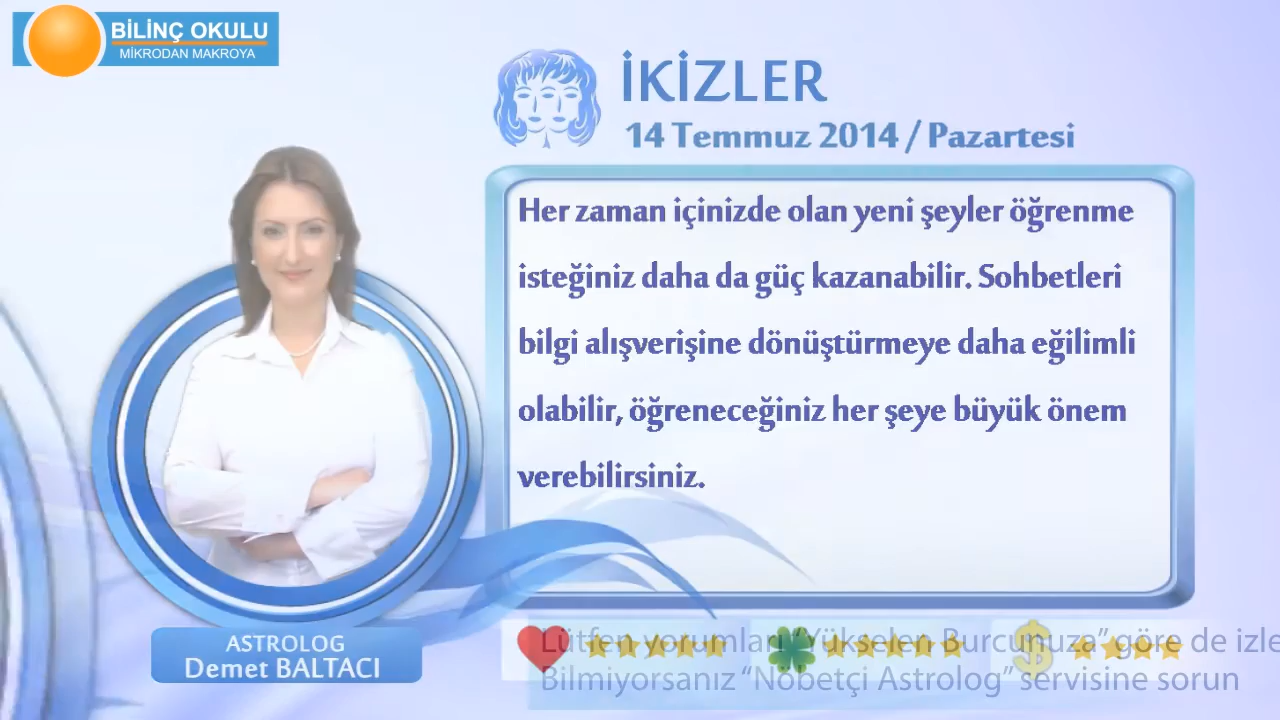 BİLİNÇ OKULU
MİKRODAN MAKROYA
İKİZLER
14 Temmuz 2014 / Pazartesi
Her zaman içinizde olan yeni şeyler öğrenme
isteğiniz daha da güç kazanabilir. Sohbetleri
bilgi alışverişine dönüştürmeye daha eğilimli
olabilir, öğreneceğiniz her şeye büyük önem
verebilirsiniz.
ASTROLOG
Demet BALTACI
Lütfen yorumları "Yükselen Burcunuza" göre de izle
Bilmiyorsanız "Nöbetçi Astrolog" servisine sorun